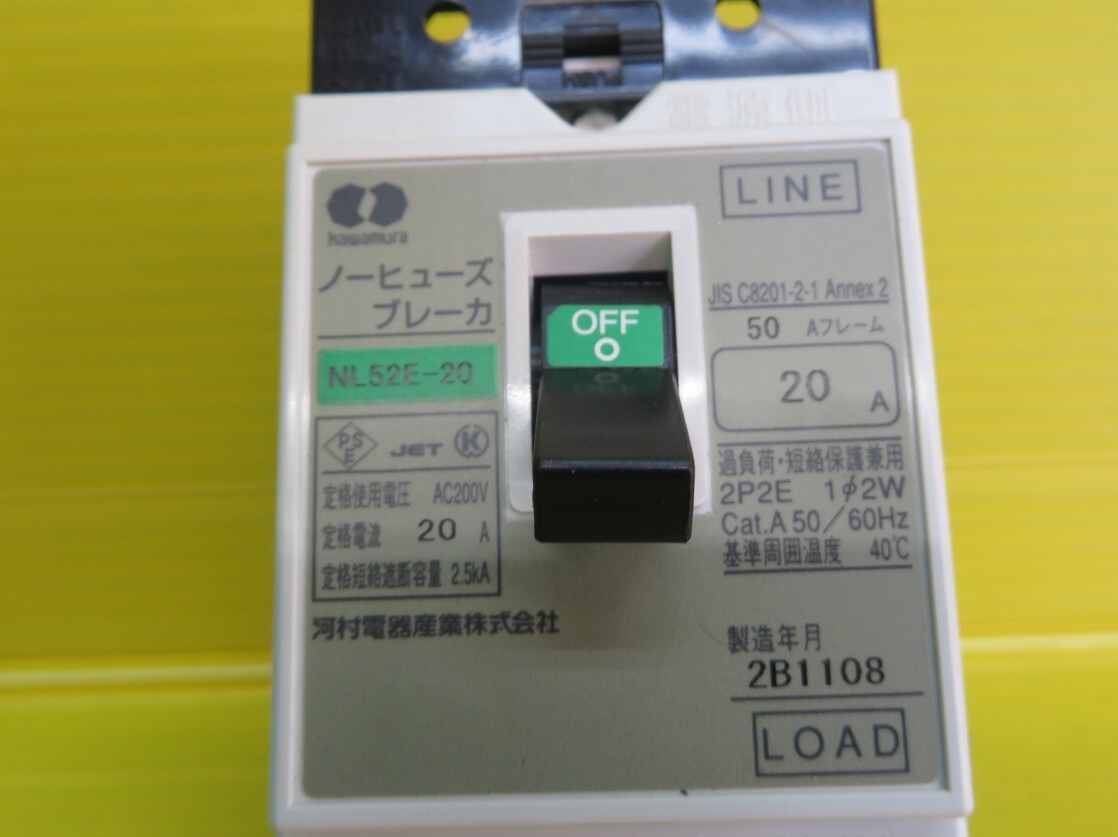 電源側
kawamura
ノーヒューズ
ブレーカ
NL52E-20
PS
E
JET
K
定格使用電圧 AC200V
定格電流 20 A
定格短絡遮断容量 2.5kA
河村電器産業株式会社
OFF
O
LINE
JIS C8201-2-1 Annex 2
50 Aフレーム
20 A
過負荷・短絡保護兼用
2P2E 1φ2W
Cat.A 50/60Hz
基準周囲温度 40℃
製造年月
2B1108
LOAD